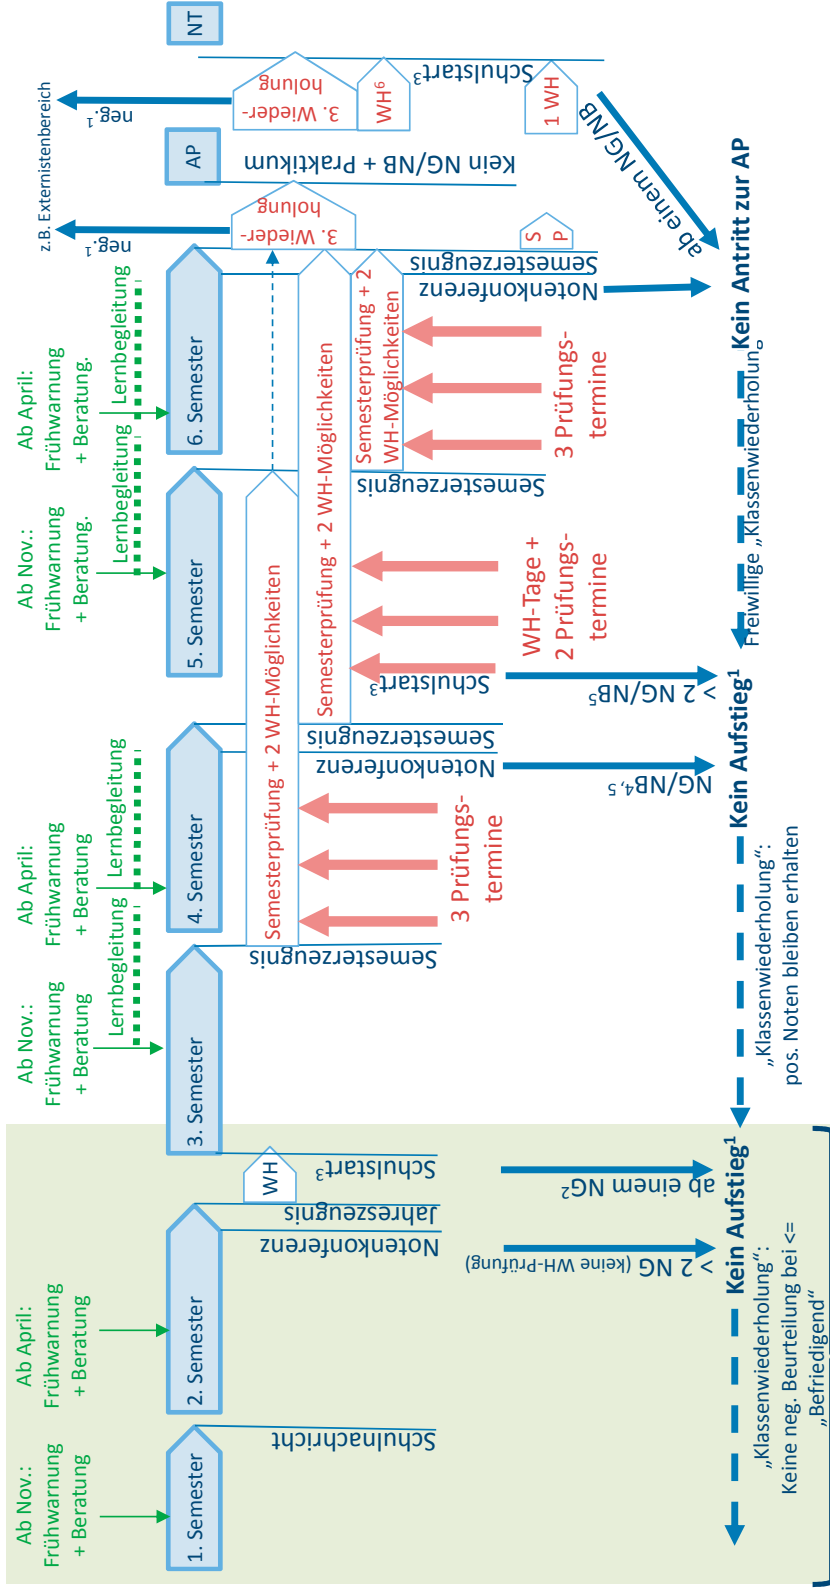 Ab Nov.:
Frühwarnung
+ Beratung
Ab April:
Frühwarnung
+ Beratung
Ab Nov.:
Frühwarnung
+ Beratung
Ab April:
Frühwarnung
+ Beratung
Ab Nov.:
Frühwarnung
+ Beratung.
Ab April:
Frühwarnung
+ Beratung.
z.B. Externistenbereich
Lernbegleitung
Lernbegleitung
Lernbegleitung
Lernbegleitung
neg.¹
neg.¹
1. Semester
2. Semester
3. Semester
4. Semester
5. Semester
6. Semester
AP
NT
Schulnachricht
Notenkonferenz
Jahreszeugnis
WH
Schulstart³
Semesterzeugnis
Semesterprüfung + 2 WH-Möglichkeiten
Notenkonferenz
Semesterzeugnis
Semesterprüfung + 2 WH-Möglichkeiten
Schulstart³
Semesterzeugnis
Semesterprüfung + 2
WH-Möglichkeiten
Notenkonferenz
Semesterzeugnis
3. Wieder-
holung
Kein NG/NB + Praktikum
3. Wieder-
holung
WH⁶
Schulstart³
S
P
1 WH
3 Prüfungs-
termine
WH-Tage +
2 Prüfungs-
termine
3 Prüfungs-
termine
> 2 NG (keine WH-Prüfung)
ab einem NG²
NG/NB⁴,⁵
> 2 NG/NB⁵
ab einem NG/NB
Kein Aufstieg¹
Kein Aufstieg¹
Kein Antritt zur AP
„Klassenwiederholung“:
Keine neg. Beurteilung bei <=
„Befriedigend“
„Klassenwiederholung“:
pos. Noten bleiben erhalten
Freiwillige „Klassenwiederholung